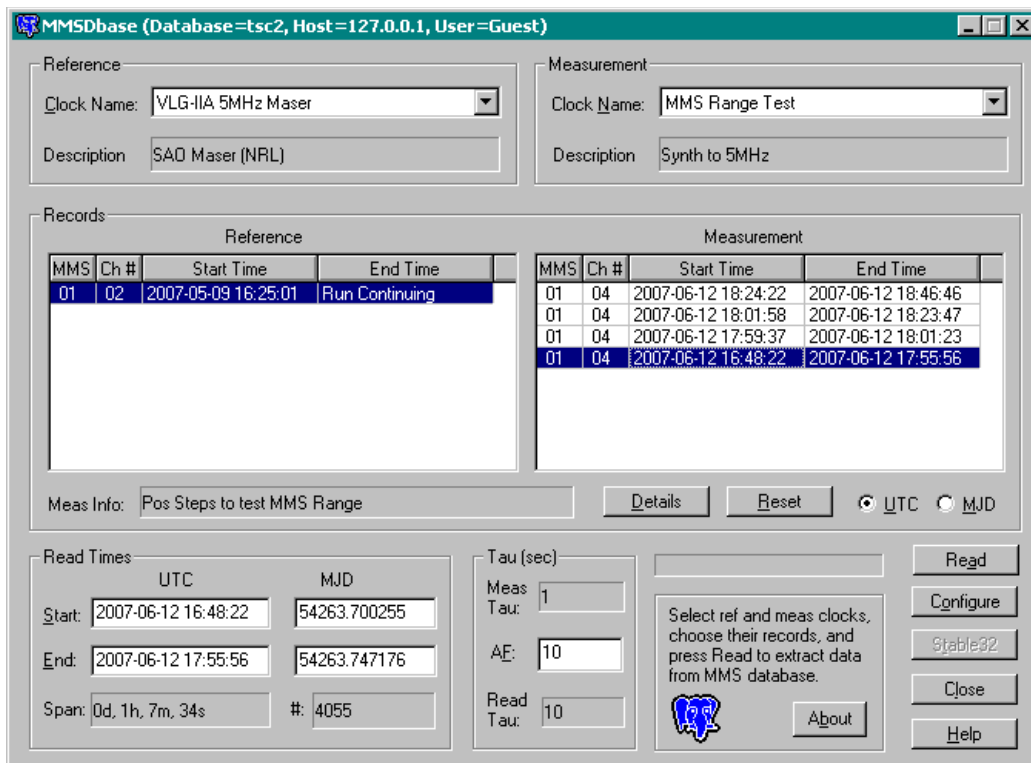 MMSDbase (Database=tsc2, Host=127.0.0.1, User=Guest)
Reference
Clock Name: VLG-IIA 5MHz Maser
Description SAO Maser (NRL)
Measurement
Clock Name: MMS Range Test
Description Synth to 5MHz
Records
Reference
MMS Ch # Start Time End Time
01 02 2007-05-09 16:25:01 Run Continuing
Measurement
MMS Ch # Start Time End Time
01 04 2007-06-12 18:24:22 2007-06-12 18:46:46
01 04 2007-06-12 18:01:58 2007-06-12 18:23:47
01 04 2007-06-12 17:59:37 2007-06-12 18:01:23
01 04 2007-06-12 16:48:22 2007-06-12 17:55:56
Meas Info: Pos Steps to test MMS Range
Details
Reset
UTC MJD
Read Times
UTC MJD
Start: 2007-06-12 16:48:22 54263.700255
End: 2007-06-12 17:55:56 54263.747176
Span: 0d, 1h, 7m, 34s #: 4055
Tau (sec)
Meas
Tau: 1
AF: 10
Read
Tau: 10
Select ref and meas clocks,
choose their records, and
press Read to extract data
from MMS database.
About
Read
Configure
Stable32
Close
Help